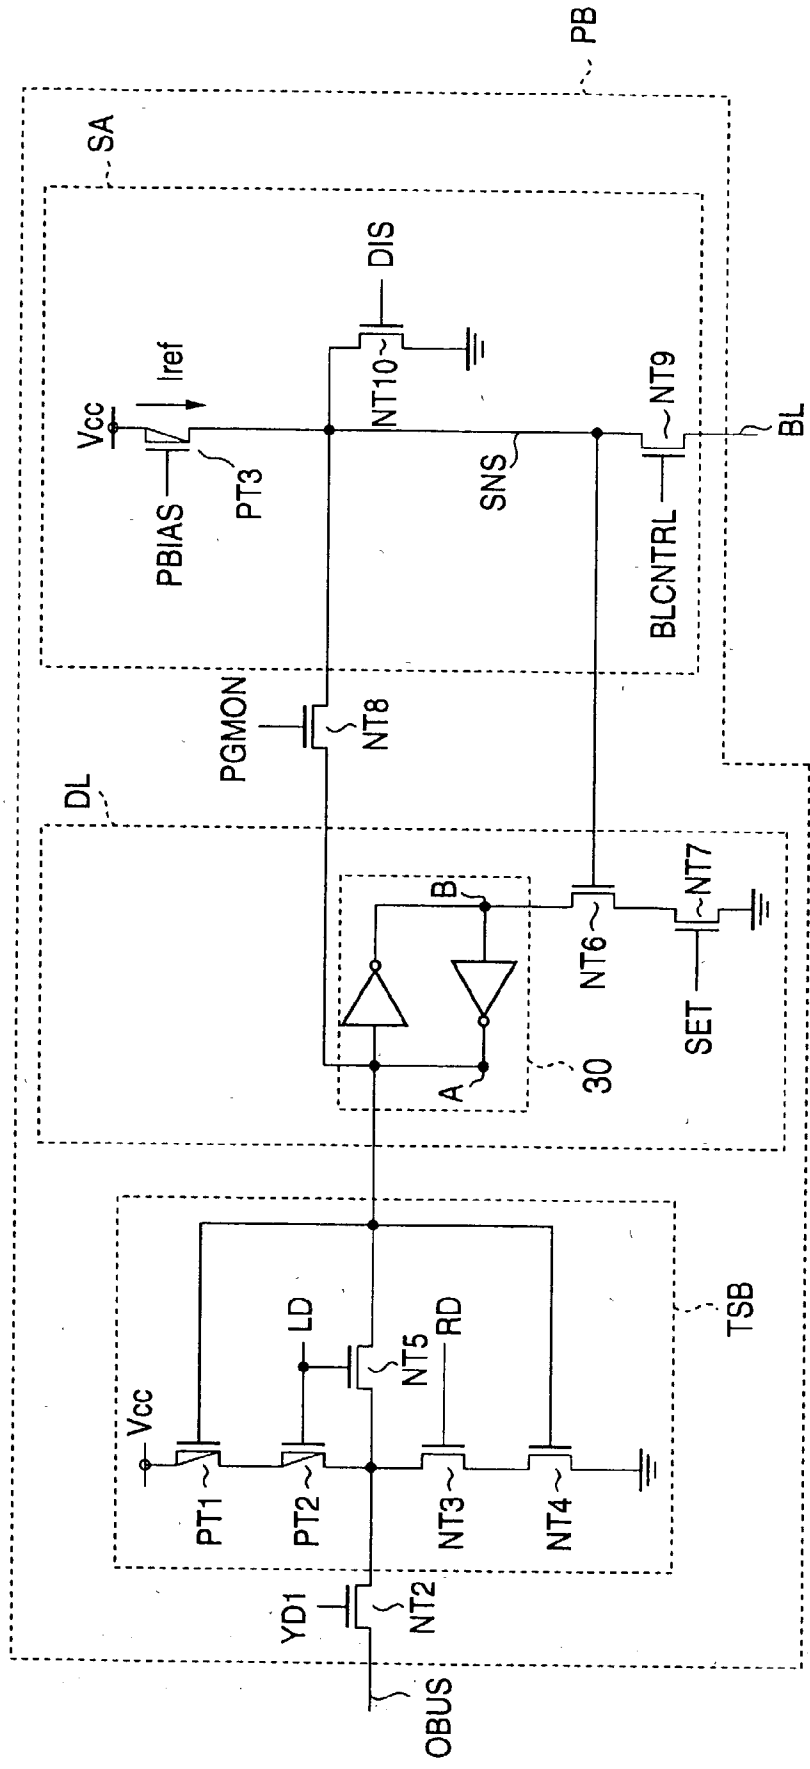 PB
SA
Vcc
Iref
DIS
NT10
PBIAS
PT3
SNS
NT9
BL
BLCNTRL
PGMON
NT8
DL
B
NT7
NT6
SET
A
30
LD
NT5
RD
TSB
Vcc
PT1
PT2
NT3
NT4
YD1
NT2
OBUS